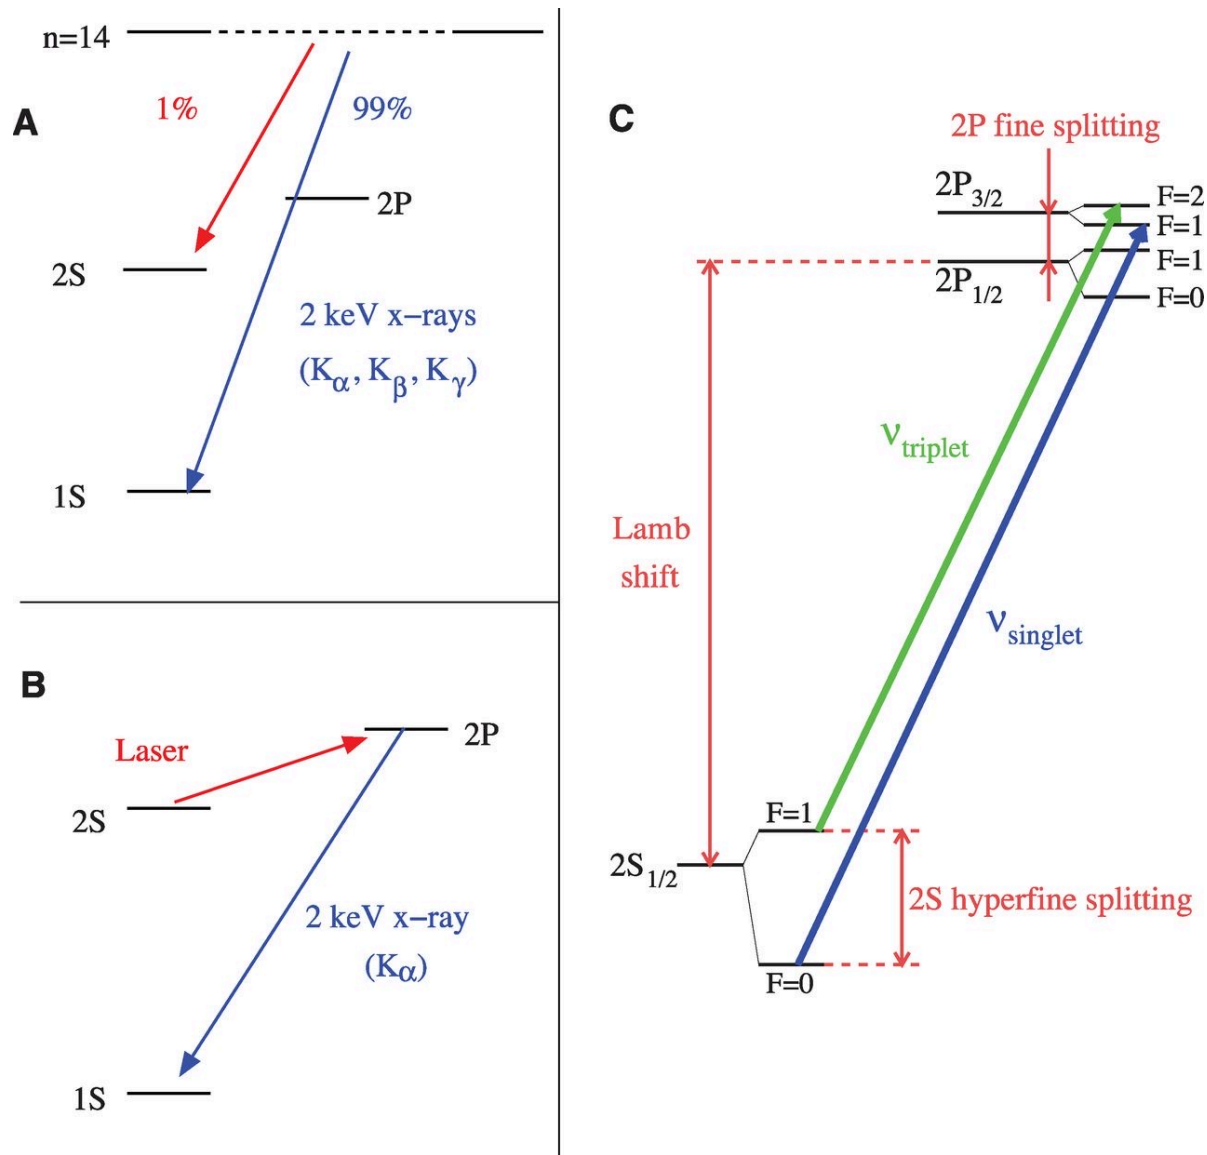 A
n=14
1%
99%
2P
2S
2 keV x−rays
(Kα, Kβ, Kγ)
1S
B
Laser
2P
2S
2 keV x−ray
(Kα)
1S
C
2P fine splitting
2P3/2
F=2
F=1
F=1
2P1/2
F=0
νtriplet
Lamb
shift
νsinglet
F=1
2S1/2
2S hyperfine splitting
F=0